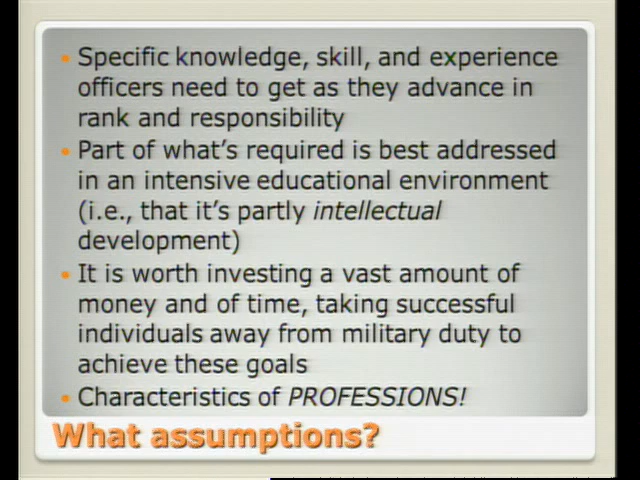 Specific knowledge, skill, and experience
officers need to get as they advance in
rank and responsibility
Part of what's required is best addressed
in an intensive educational environment
(i.e., that it's partly intellectual
development)
It is worth investing a vast amount of
money and of time, taking successful
individuals away from military duty to
achieve these goals
Characteristics of PROFESSIONS!
What assumptions?